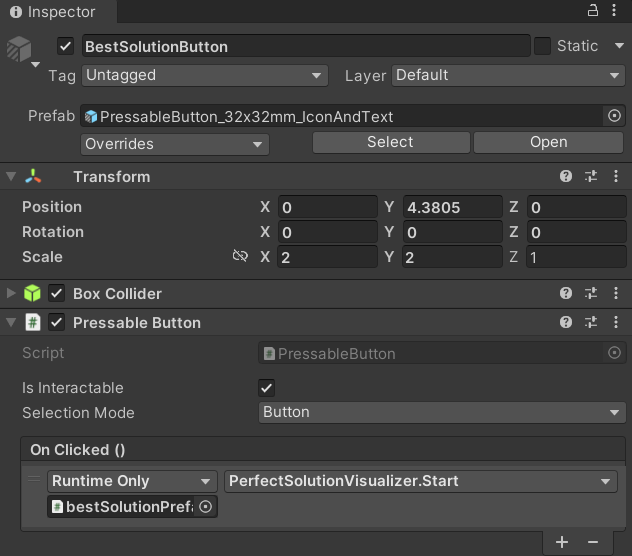 Inspector
BestSolutionButton Static
Tag Untagged Layer Default
Prefab PressableButton_32x32mm_IconAndText
Overrides Select Open
Transform
Position X 0 Y 4.3805 Z 0
Rotation X 0 Y 0 Z 0
Scale X 2 Y 2 Z 1
Box Collider
Pressable Button
Script PressableButton
Is Interactable
Selection Mode Button
On Clicked ()
Runtime Only PerfectSolutionVisualizer.Start
bestSolutionPrefa